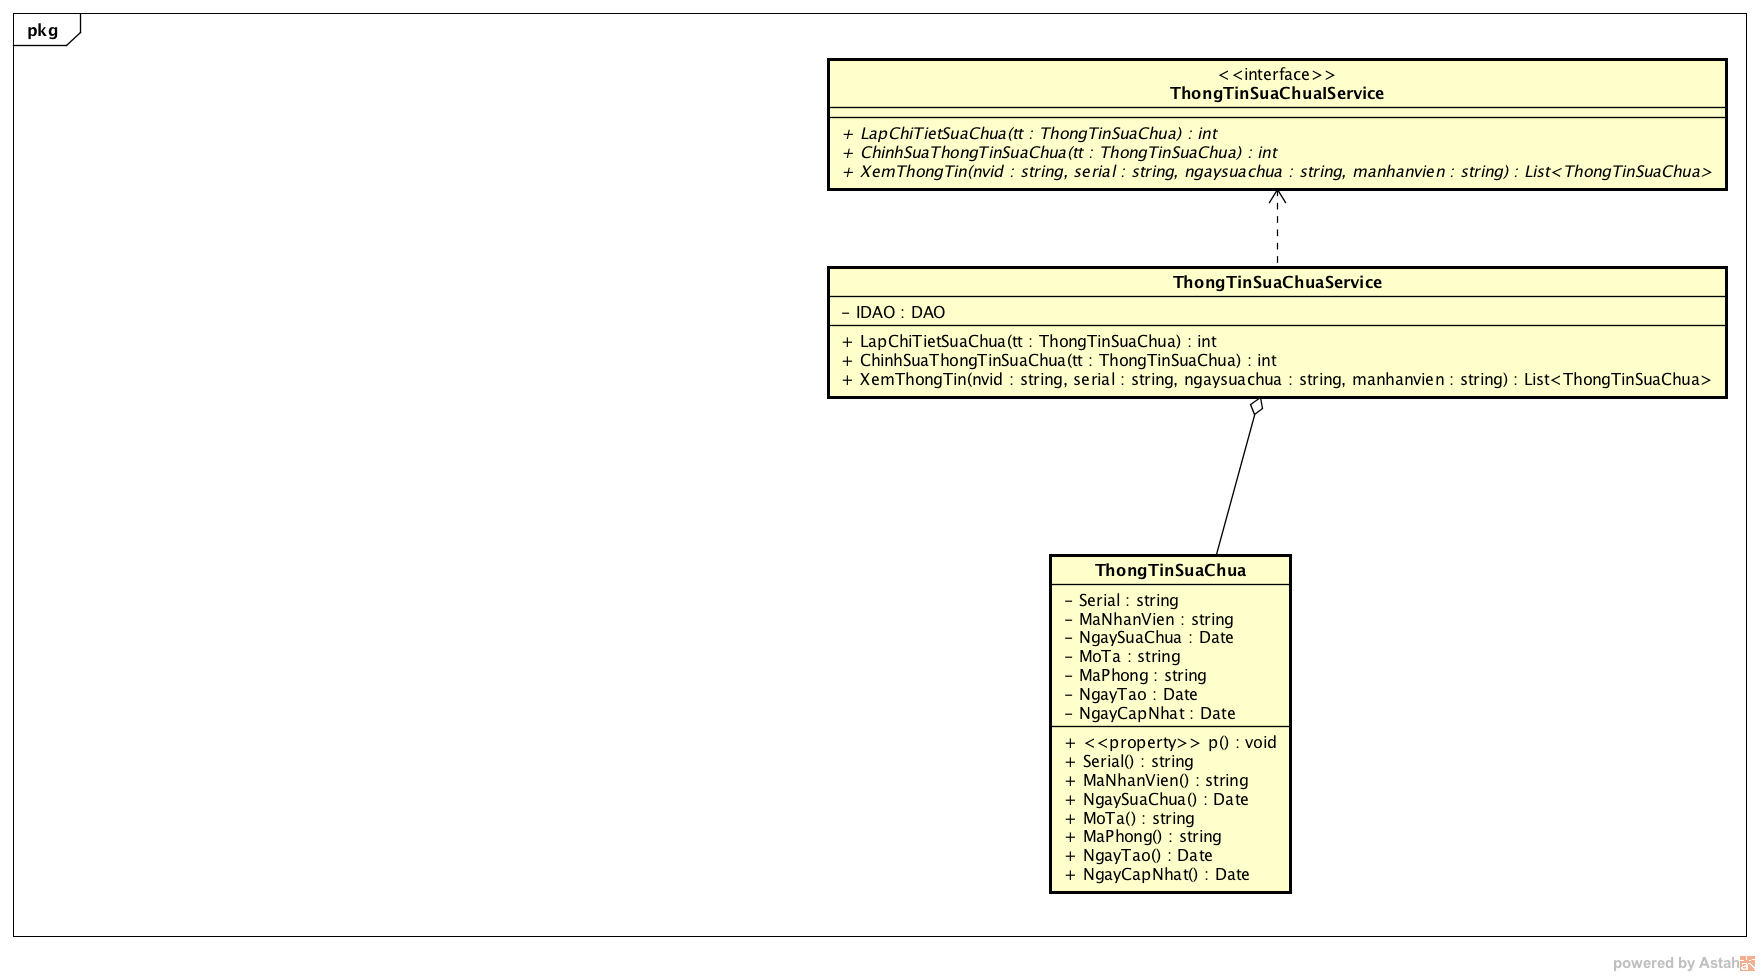 pkg
<<interface>>
ThongTinSuaChuaIService
+ LapChiTietSuaChua(tt : ThongTinSuaChua) : int
+ ChinhSuaThongTinSuaChua(tt : ThongTinSuaChua) : int
+ XemThongTin(nvid : string, serial : string, ngaysuachua : string, manhanvien : string) : List<ThongTinSuaChua>
ThongTinSuaChuaService
- IDAO : DAO
+ LapChiTietSuaChua(tt : ThongTinSuaChua) : int
+ ChinhSuaThongTinSuaChua(tt : ThongTinSuaChua) : int
+ XemThongTin(nvid : string, serial : string, ngaysuachua : string, manhanvien : string) : List<ThongTinSuaChua>
ThongTinSuaChua
- Serial : string
- MaNhanVien : string
- NgaySuaChua : Date
- MoTa : string
- MaPhong : string
- NgayTao : Date
- NgayCapNhat : Date
+ <<property>> p() : void
+ Serial() : string
+ MaNhanVien() : string
+ NgaySuaChua() : Date
+ MoTa() : string
+ MaPhong() : string
+ NgayTao() : Date
+ NgayCapNhat() : Date
powered by Astah